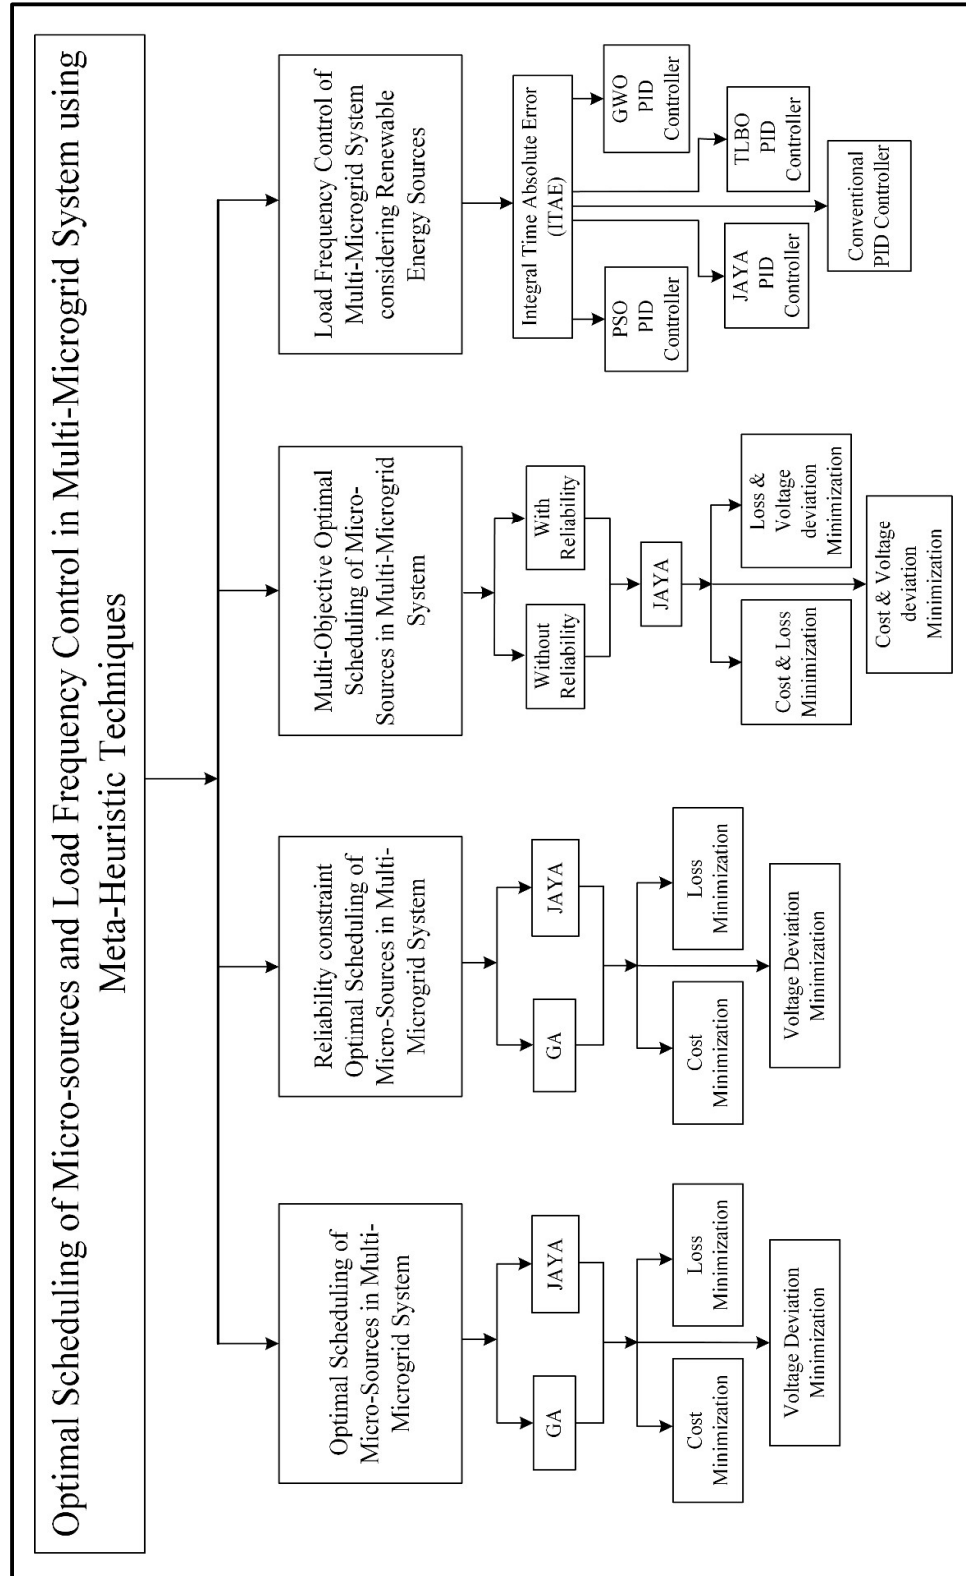 Optimal Scheduling of Micro-sources and Load Frequency Control in Multi-Microgrid System using
Meta-Heuristic Techniques
Optimal Scheduling of
Micro-Sources in Multi-
Microgrid System
GA
JAYA
Cost
Minimization
Loss
Minimization
Voltage Deviation
Minimization
Reliability constraint
Optimal Scheduling of
Micro-Sources in Multi-
Microgrid System
GA
JAYA
Cost
Minimization
Loss
Minimization
Voltage Deviation
Minimization
Multi-Objective Optimal
Scheduling of Micro-
Sources in Multi-Microgrid
System
Without
Reliability
With
Reliability
JAYA
Cost & Loss
Minimization
Loss &
Voltage
deviation
Minimization
Cost & Voltage
deviation
Minimization
Load Frequency Control of
Multi-Microgrid System
considering Renewable
Energy Sources
Integral Time Absolute Error
(ITAE)
PSO
PID
Controller
GWO
PID
Controller
JAYA
PID
Controller
TLBO
PID
Controller
Conventional
PID Controller